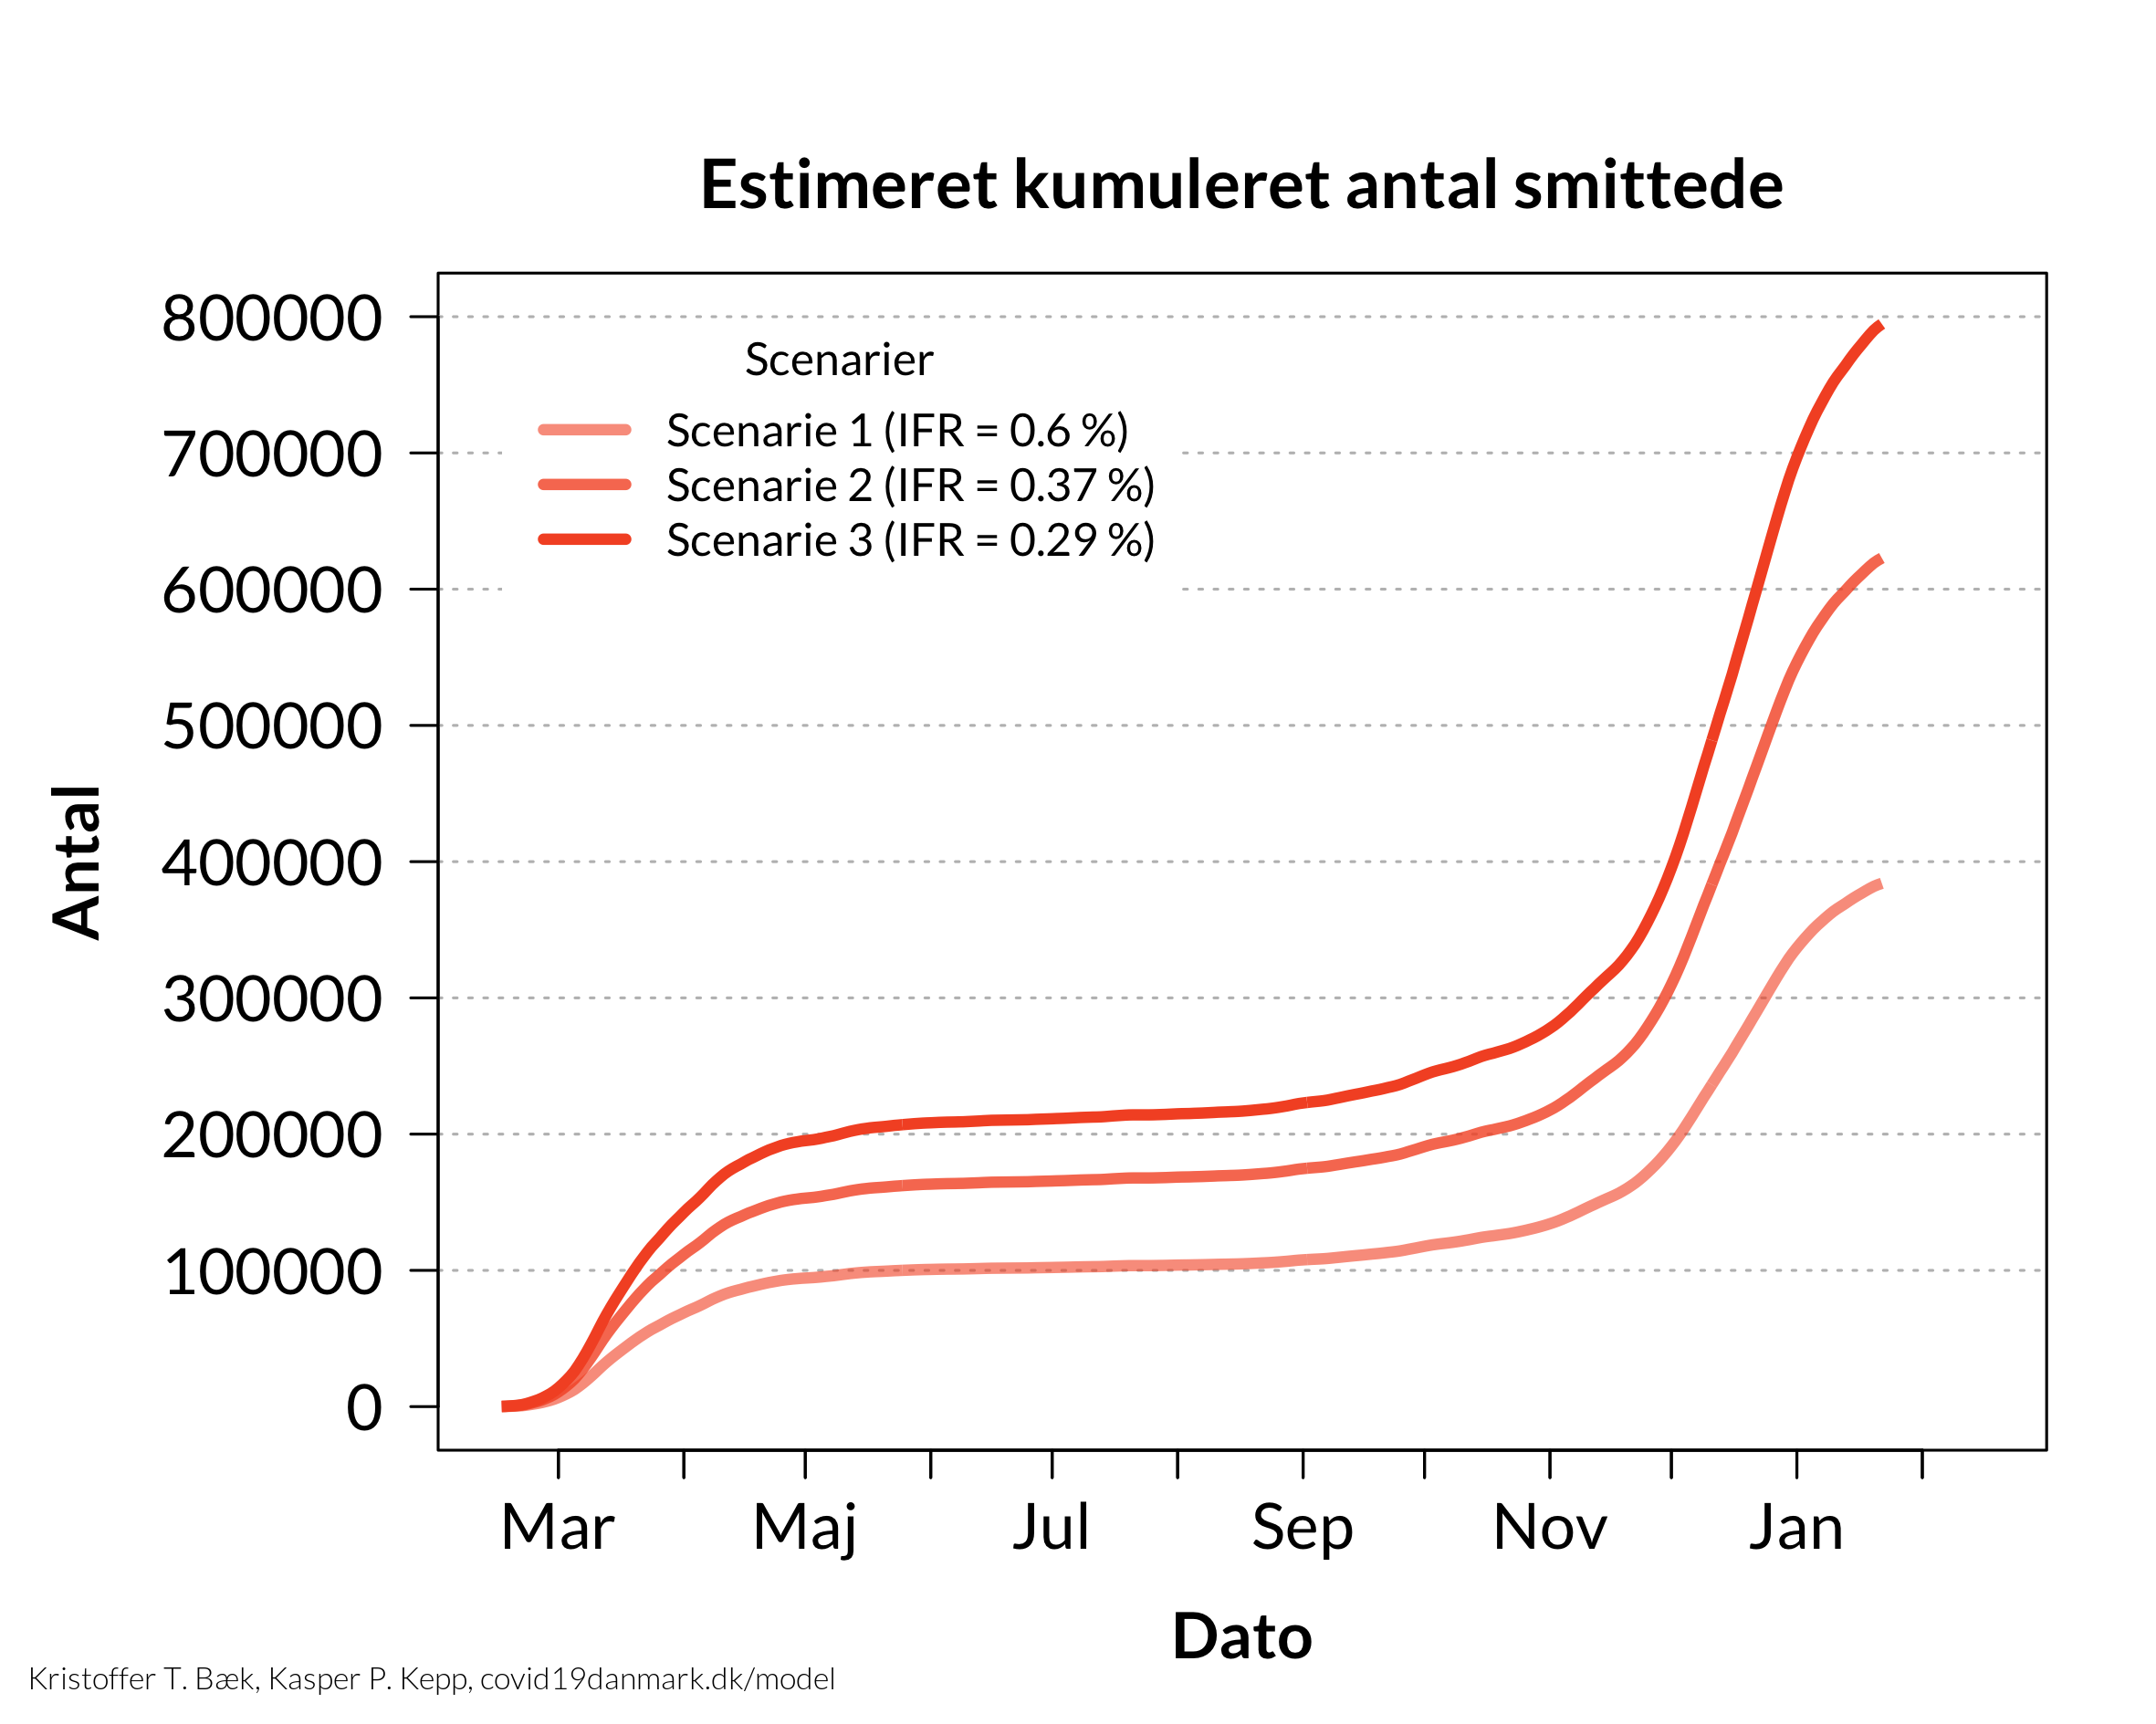 Estimeret kumuleret antal smittede
Scenarier
Scenarie 1 (IFR = 0.6 %)
Scenarie 2 (IFR = 0.37 %)
Scenarie 3 (IFR = 0.29 %)
800000
700000
600000
500000
400000
300000
200000
100000
0
Antal
Mar Maj Jul Sep Nov Jan
Dato
Kristoffer T. Bæk, Kasper P. Kepp, covid19danmark.dk/model